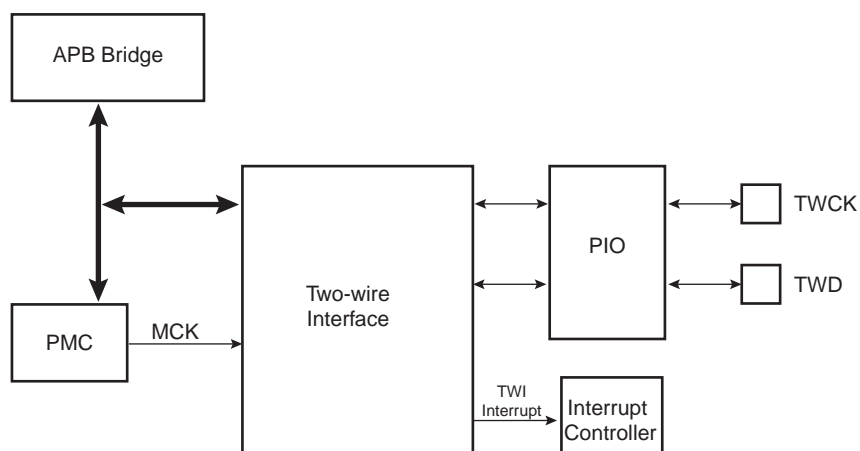 APB Bridge
TWCK
PIO
TWD
Two-wire
Interface
PMC
MCK
TWI
Interrupt
Interrupt
Controller